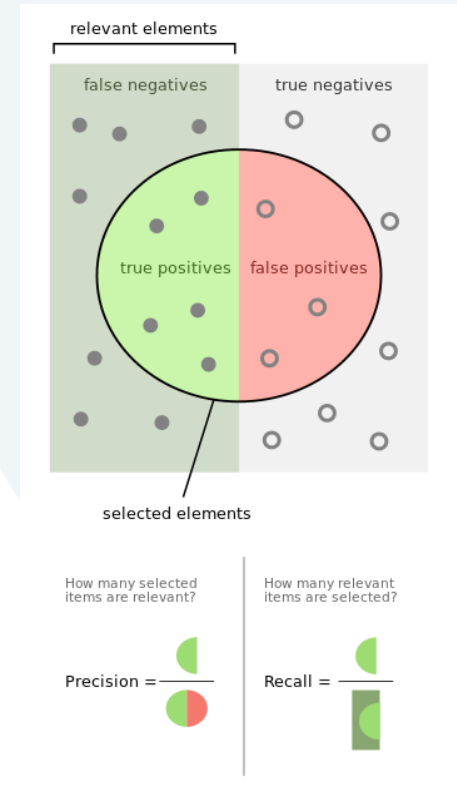 relevant elements
false negatives
true negatives
true positives
false positives
selected elements
How many selected
items are relevant?
How many relevant
items are selected?
Precision =
Recall =